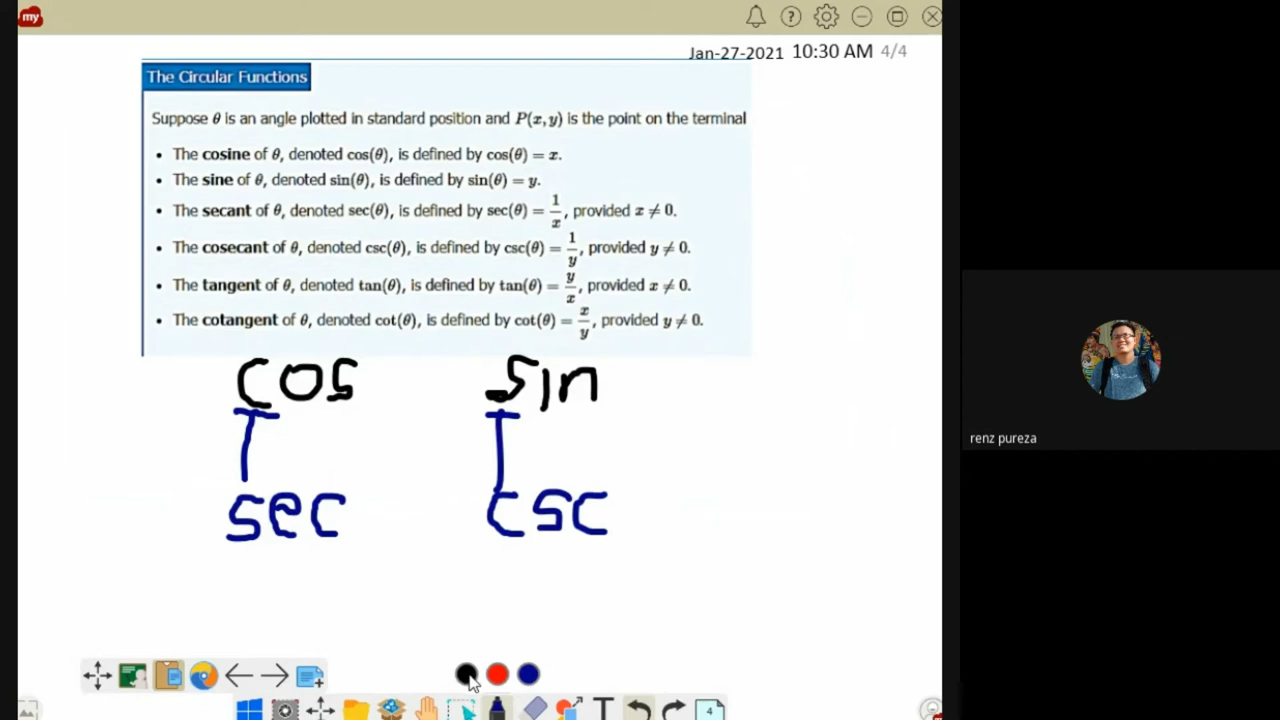 my
Jan-27-2021 10:30 AM 4/4
The Circular Functions
Suppose θ is an angle plotted in standard position and P(x, y) is the point on the terminal
• The cosine of θ, denoted cos(θ), is defined by cos(θ) = x.
• The sine of θ, denoted sin(θ), is defined by sin(θ) = y.
• The secant of θ, denoted sec(θ), is defined by sec(θ) = 1/x, provided x ≠ 0.
• The cosecant of θ, denoted csc(θ), is defined by csc(θ) = 1/y, provided y ≠ 0.
• The tangent of θ, denoted tan(θ), is defined by tan(θ) = y/x, provided x ≠ 0.
• The cotangent of θ, denoted cot(θ), is defined by cot(θ) = x/y, provided y ≠ 0.
cos sin
sec csc
renz pureza
T 4